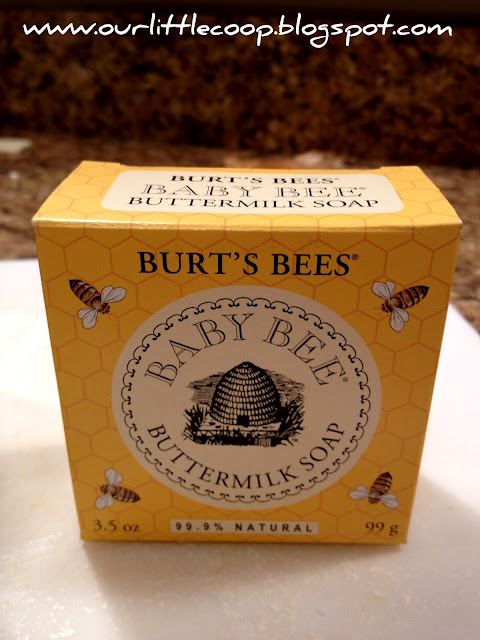 www.ourlittlecoop.blogspot.com
BURT'S BEES®
BABY BEE®
BUTTERMILK SOAP
BURT'S BEES®
BABY BEE®
BUTTERMILK SOAP
3.5 oz 99.9% NATURAL 99 g